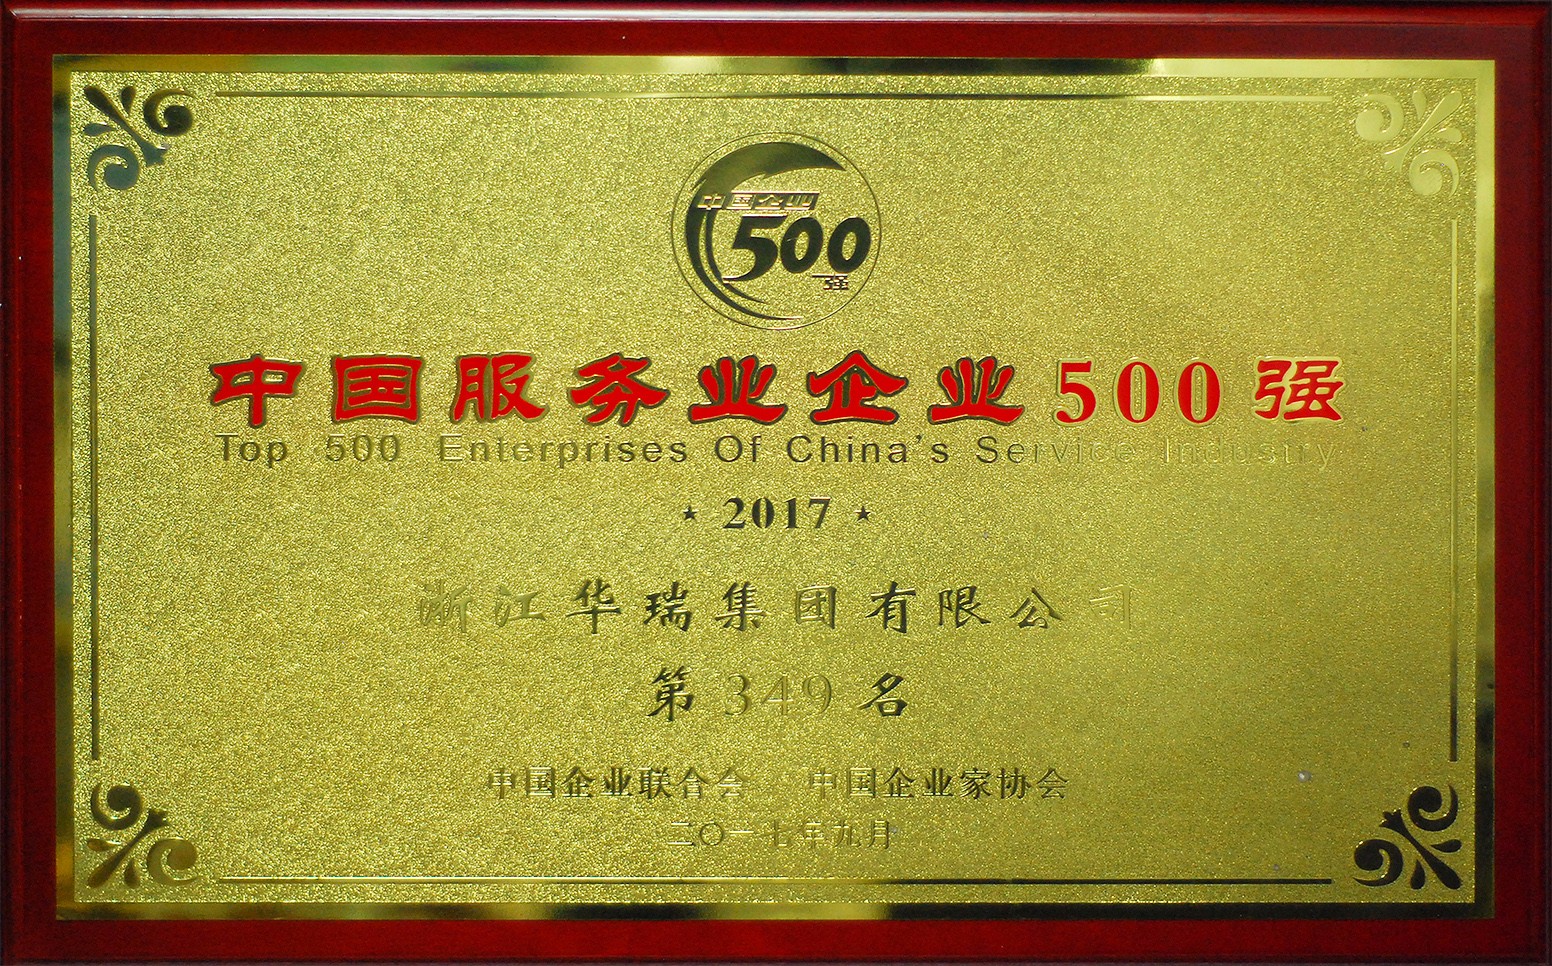 中国企业
500
强
中国服务业企业500强
Top 500 Enterprises Of China's Service Industry
★ 2017 ★
浙江华瑞集团有限公司
第349名
中国企业联合会 中国企业家协会
二〇一七年九月